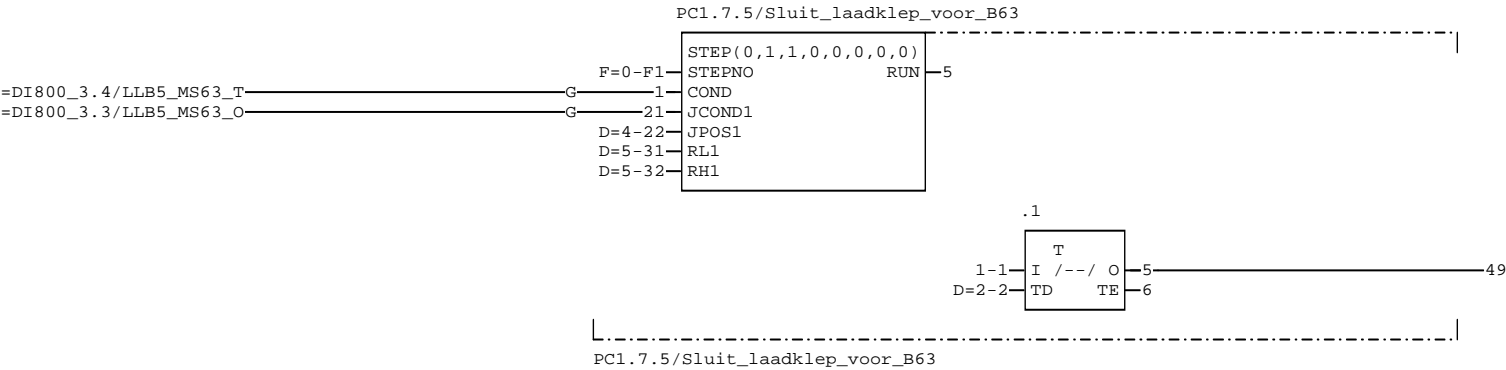 PC1.7.5/Sluit_laadklep_voor_B63
STEP(0,1,1,0,0,0,0,0)
F=0-F1 STEPNO RUN 5
=DI800_3.4/LLB5_MS63_T G 1 COND
=DI800_3.3/LLB5_MS63_O G 21 JCOND1
D=4-22 JPOS1
D=5-31 RL1
D=5-32 RH1
.1
T
1-1 I /--/ O 5 49
D=2-2 TD TE 6
PC1.7.5/Sluit_laadklep_voor_B63